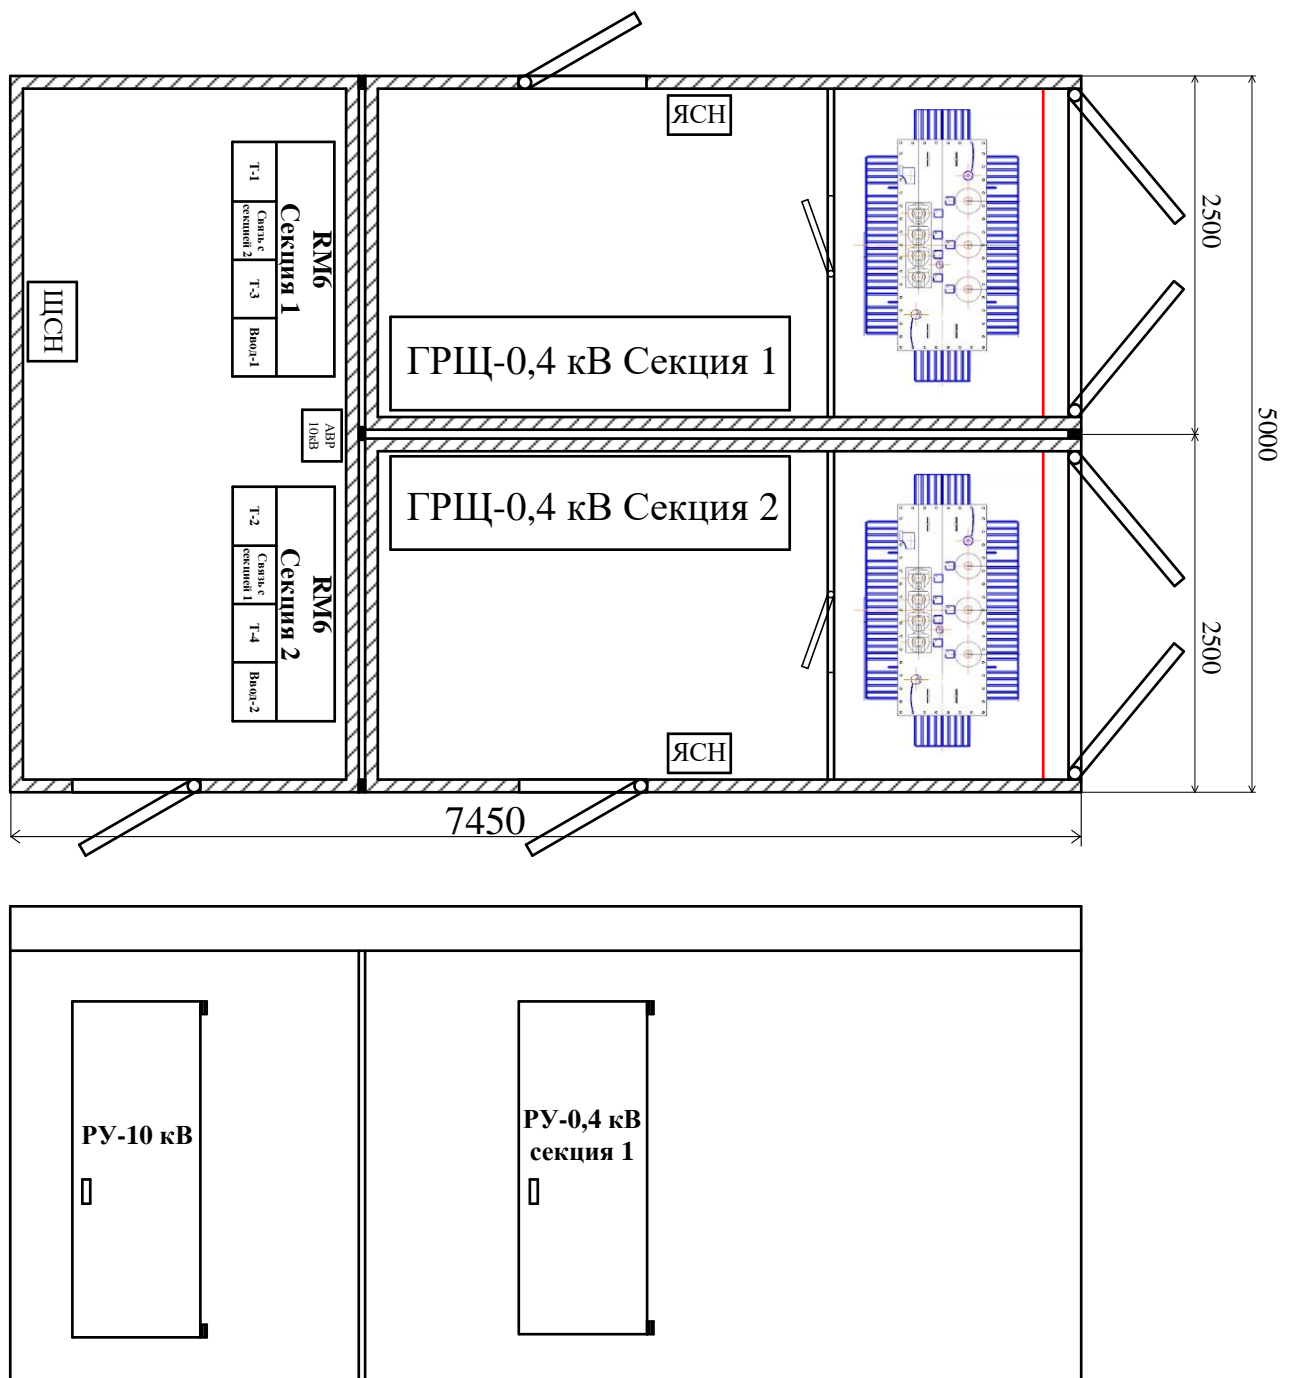 ЯСН
2500
5000
RM6
Секция 1
Т-1
Связь с
секцией 2
Т-3
Ввод-1
ЩСН
ГРЩ-0,4 кВ Секция 1
АВР
10кВ
ГРЩ-0,4 кВ Секция 2
RM6
Секция 2
Т-2
Связь с
секцией 1
Т-4
Ввод-2
2500
ЯСН
7450
РУ-10 кВ
РУ-0,4 кВ
секция 1